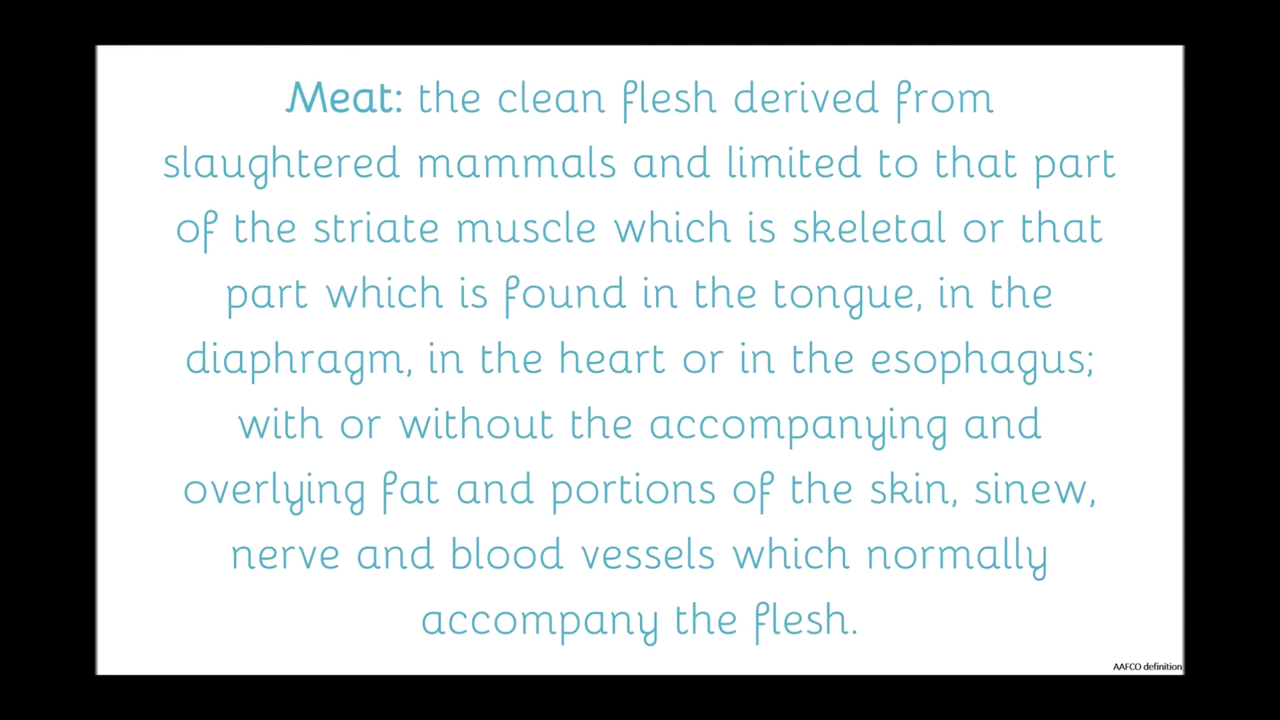 Meat: the clean flesh derived from
slaughtered mammals and limited to that part
of the striate muscle which is skeletal or that
part which is found in the tongue, in the
diaphragm, in the heart or in the esophagus;
with or without the accompanying and
overlying fat and portions of the skin, sinew,
nerve and blood vessels which normally
accompany the flesh.
AAFCO definition